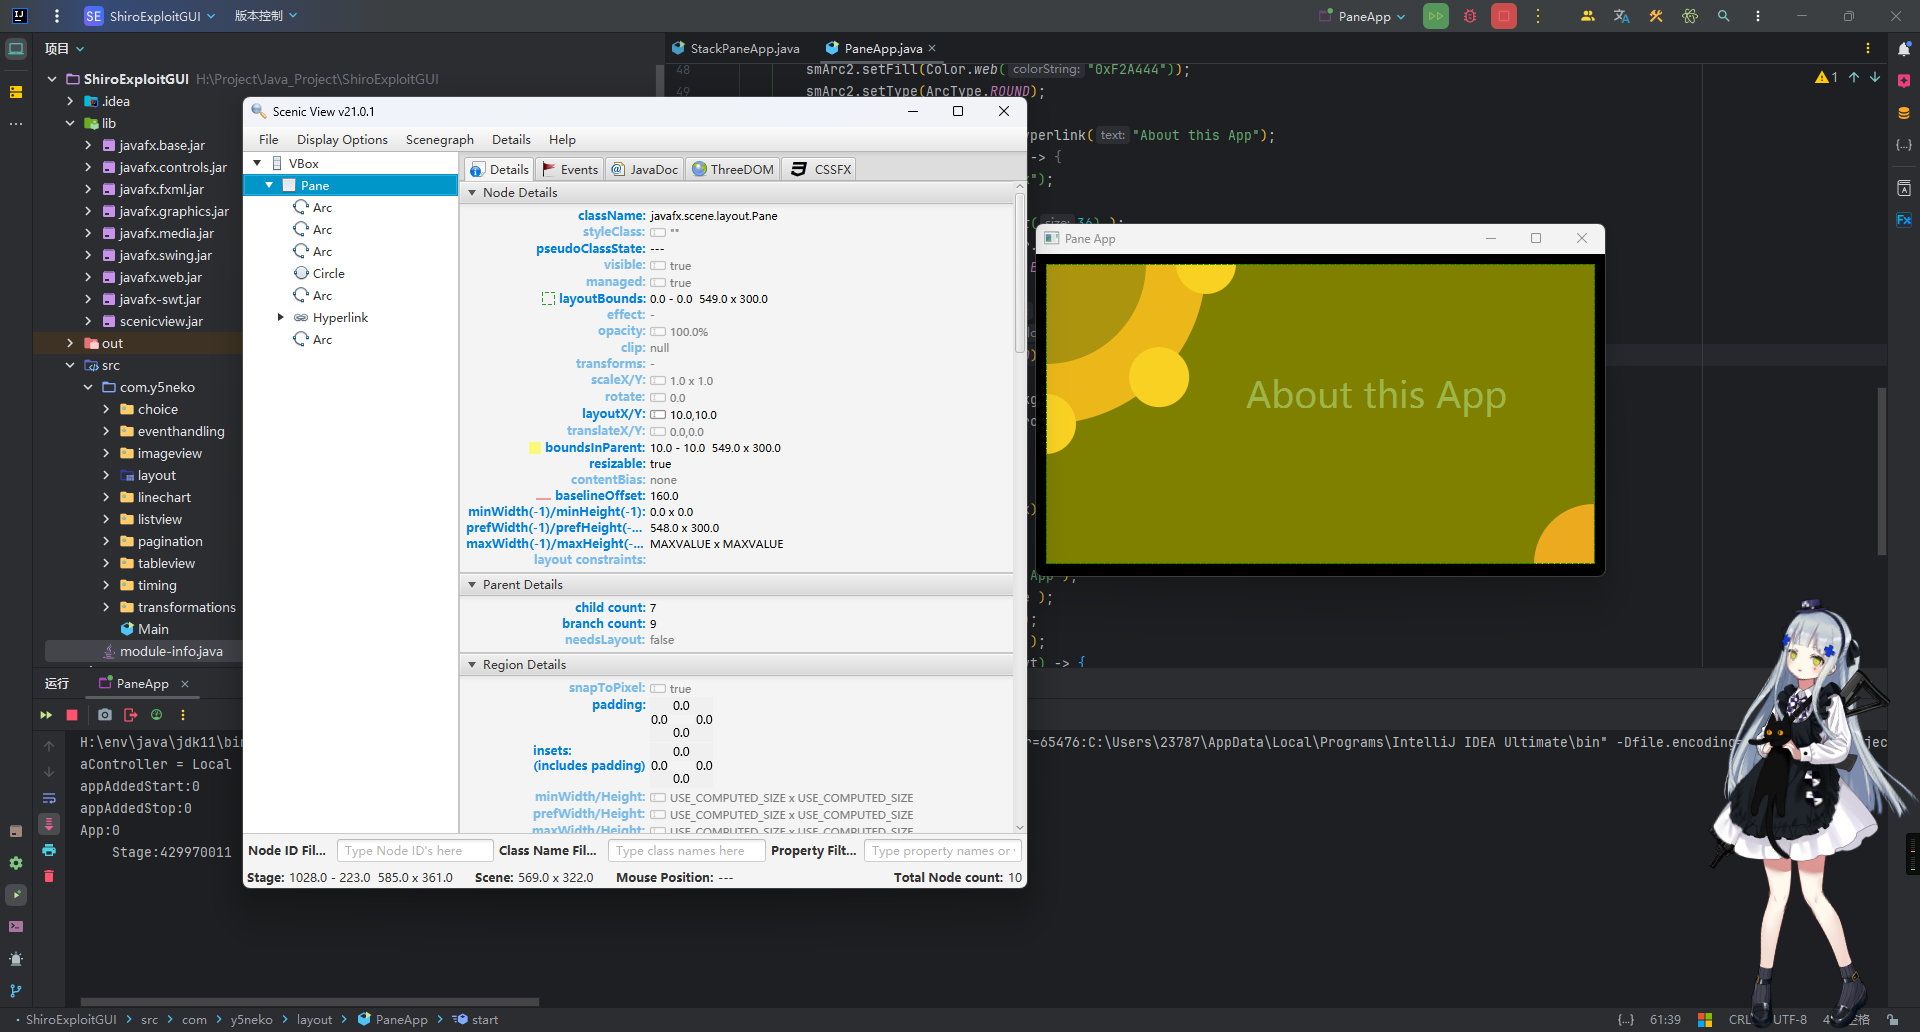 SE ShiroExploitGUI 版本控制 PaneApp
项目
StackPaneApp.java PaneApp.java
ShiroExploitGUI H:\Project\Java_Project\ShiroExploitGUI
.idea
lib
javafx.base.jar
javafx.controls.jar
javafx.fxml.jar
javafx.graphics.jar
javafx.media.jar
javafx.swing.jar
javafx.web.jar
javafx-swt.jar
scenicview.jar
out
src
com.y5neko
choice
eventhandling
imageview
layout
linechart
listview
pagination
tableview
timing
transformations
Main
module-info.java
48 smArc2.setFill(Color.web( colorString: "0xF2A444"));
49 smArc2.setType(ArcType.ROUND);
1
yperlink( text: "About this App");
-> {
");
36) );
App");
);
;
);
t) -> {
Scenic View v21.0.1
File Display Options Scenegraph Details Help
VBox
Pane
Arc
Arc
Arc
Circle
Arc
Hyperlink
Arc
Details Events JavaDoc ThreeDOM CSSFX
Node Details
className: javafx.scene.layout.Pane
styleClass: ""
pseudoClassState: ---
visible: true
managed: true
layoutBounds: 0.0 - 0.0 549.0 x 300.0
effect: -
opacity: 100.0%
clip: null
transforms: -
scaleX/Y: 1.0 x 1.0
rotate: 0.0
layoutX/Y: 10.0,10.0
translateX/Y: 0.0,0.0
boundsInParent: 10.0 - 10.0 549.0 x 300.0
resizable: true
contentBias: none
baselineOffset: 160.0
minWidth(-1)/minHeight(-1): 0.0 x 0.0
prefWidth(-1)/prefHeight(-... 548.0 x 300.0
maxWidth(-1)/maxHeight(-... MAXVALUE x MAXVALUE
layout constraints:
Parent Details
child count: 7
branch count: 9
needsLayout: false
Region Details
snapToPixel: true
padding: 0.0
0.0 0.0
0.0
insets: 0.0
(includes padding) 0.0 0.0
0.0
minWidth/Height: USE_COMPUTED_SIZE x USE_COMPUTED_SIZE
prefWidth/Height: USE_COMPUTED_SIZE x USE_COMPUTED_SIZE
maxWidth/Height: USE_COMPUTED_SIZE x USE_COMPUTED_SIZE
Node ID Fil... Type Node ID's here Class Name Fil... Type class names here Property Filt... Type property names or
Stage: 1028.0 - 223.0 585.0 x 361.0 Scene: 569.0 x 322.0 Mouse Position: --- Total Node count: 10
Pane App
About this App
运行 PaneApp
H:\env\java\jdk11\bin r=65476:C:\Users\23787\AppData\Local\Programs\IntelliJ IDEA Ultimate\bin" -Dfile.encoding=
aController = Local
appAddedStart:0
appAddedStop:0
App:0
Stage:429970011
ShiroExploitGUI src com y5neko layout PaneApp start
61:39 CRL UTF-8 4 空格